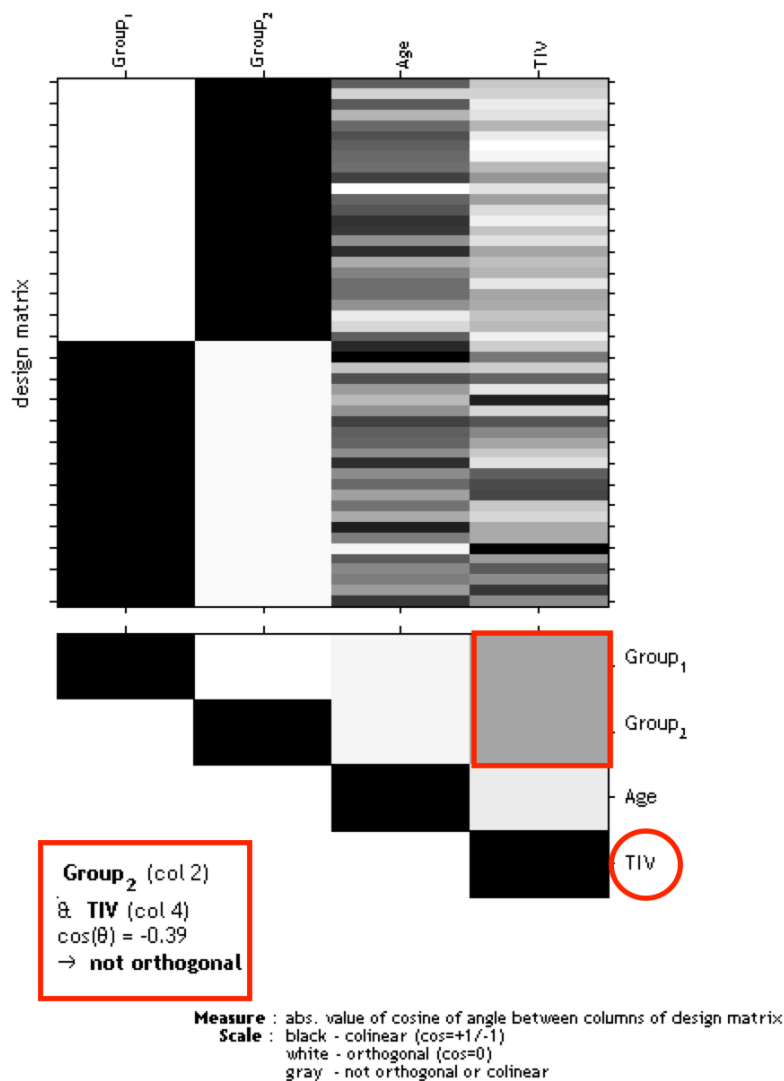 Group₁
Group₂
Age
TIV
design matrix
Group₁
Group₂
Age
TIV
Group₂ (col 2)
& TIV (col 4)
cos(θ) = -0.39
→ not orthogonal
Measure : abs. value of cosine of angle between columns of design matrix
Scale : black - colinear (cos=+1/-1)
white - orthogonal (cos=0)
gray - not orthogonal or colinear